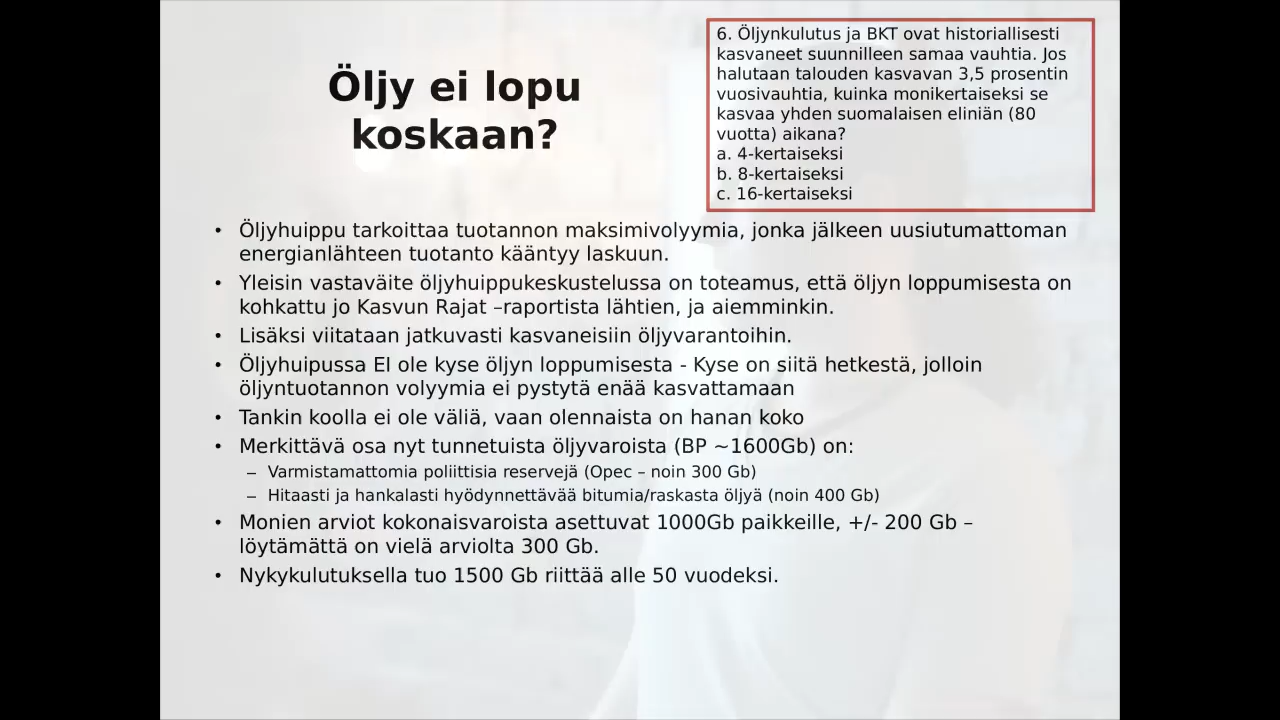 Öljy ei lopu
koskaan?
6. Öljynkulutus ja BKT ovat historiallisesti
kasvaneet suunnilleen samaa vauhtia. Jos
halutaan talouden kasvavan 3,5 prosentin
vuosivauhtia, kuinka monikertaiseksi se
kasvaa yhden suomalaisen eliniän (80
vuotta) aikana?
a. 4-kertaiseksi
b. 8-kertaiseksi
c. 16-kertaiseksi
• Öljyhuippu tarkoittaa tuotannon maksimivolyymia, jonka jälkeen uusiutumattoman
energianlähteen tuotanto kääntyy laskuun.
• Yleisin vastaväite öljyhuippukeskustelussa on toteamus, että öljyn loppumisesta on
kohkattu jo Kasvun Rajat –raportista lähtien, ja aiemminkin.
• Lisäksi viitataan jatkuvasti kasvaneisiin öljyvarantoihin.
• Öljyhuipussa EI ole kyse öljyn loppumisesta - Kyse on siitä hetkestä, jolloin
öljyntuotannon volyymia ei pystytä enää kasvattamaan
• Tankin koolla ei ole väliä, vaan olennaista on hanan koko
• Merkittävä osa nyt tunnetuista öljyvaroista (BP ~1600Gb) on:
– Varmistamattomia poliittisia reservejä (Opec – noin 300 Gb)
– Hitaasti ja hankalasti hyödynnettävää bitumia/raskasta öljyä (noin 400 Gb)
• Monien arviot kokonaisvaroista asettuvat 1000Gb paikkeille, +/- 200 Gb –
löytämättä on vielä arviolta 300 Gb.
• Nykykulutuksella tuo 1500 Gb riittää alle 50 vuodeksi.